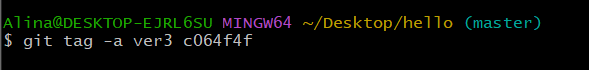 Alina@DESKTOP-EJRL6SU MINGW64 ~/Desktop/hello (master)
$ git tag -a ver3 c064f4f